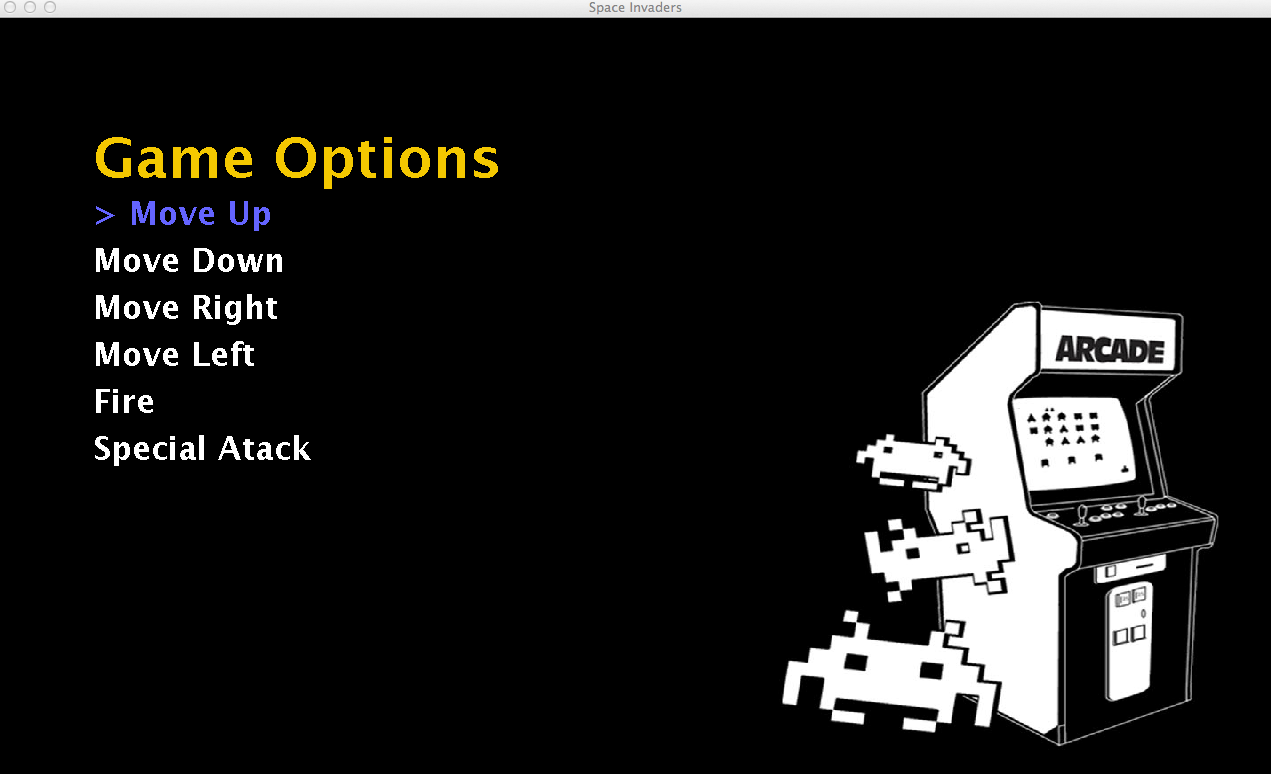 Space Invaders
Game Options
> Move Up
Move Down
Move Right
Move Left
Fire
Special Atack
ARCADE